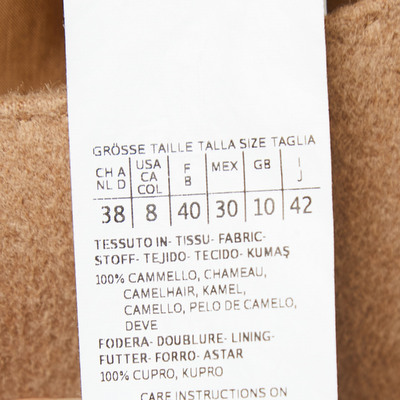 GRÖSSE TAILLE TALLA SIZE TAGLIA
CH A NL D USA CA COL F B MEX GB I J
38 8 40 30 10 42
TESSUTO IN- TISSU- FABRIC-
STOFF- TEJIDO- TECIDO- KUMAŞ
100% CAMMELLO, CHAMEAU,
CAMELHAIR, KAMEL,
CAMELLO, PELO DE CAMELO,
DEVE
FODERA- DOUBLURE- LINING-
FUTTER- FORRO- ASTAR
100% CUPRO, KUPRO
CARE INSTRUCTIONS ON